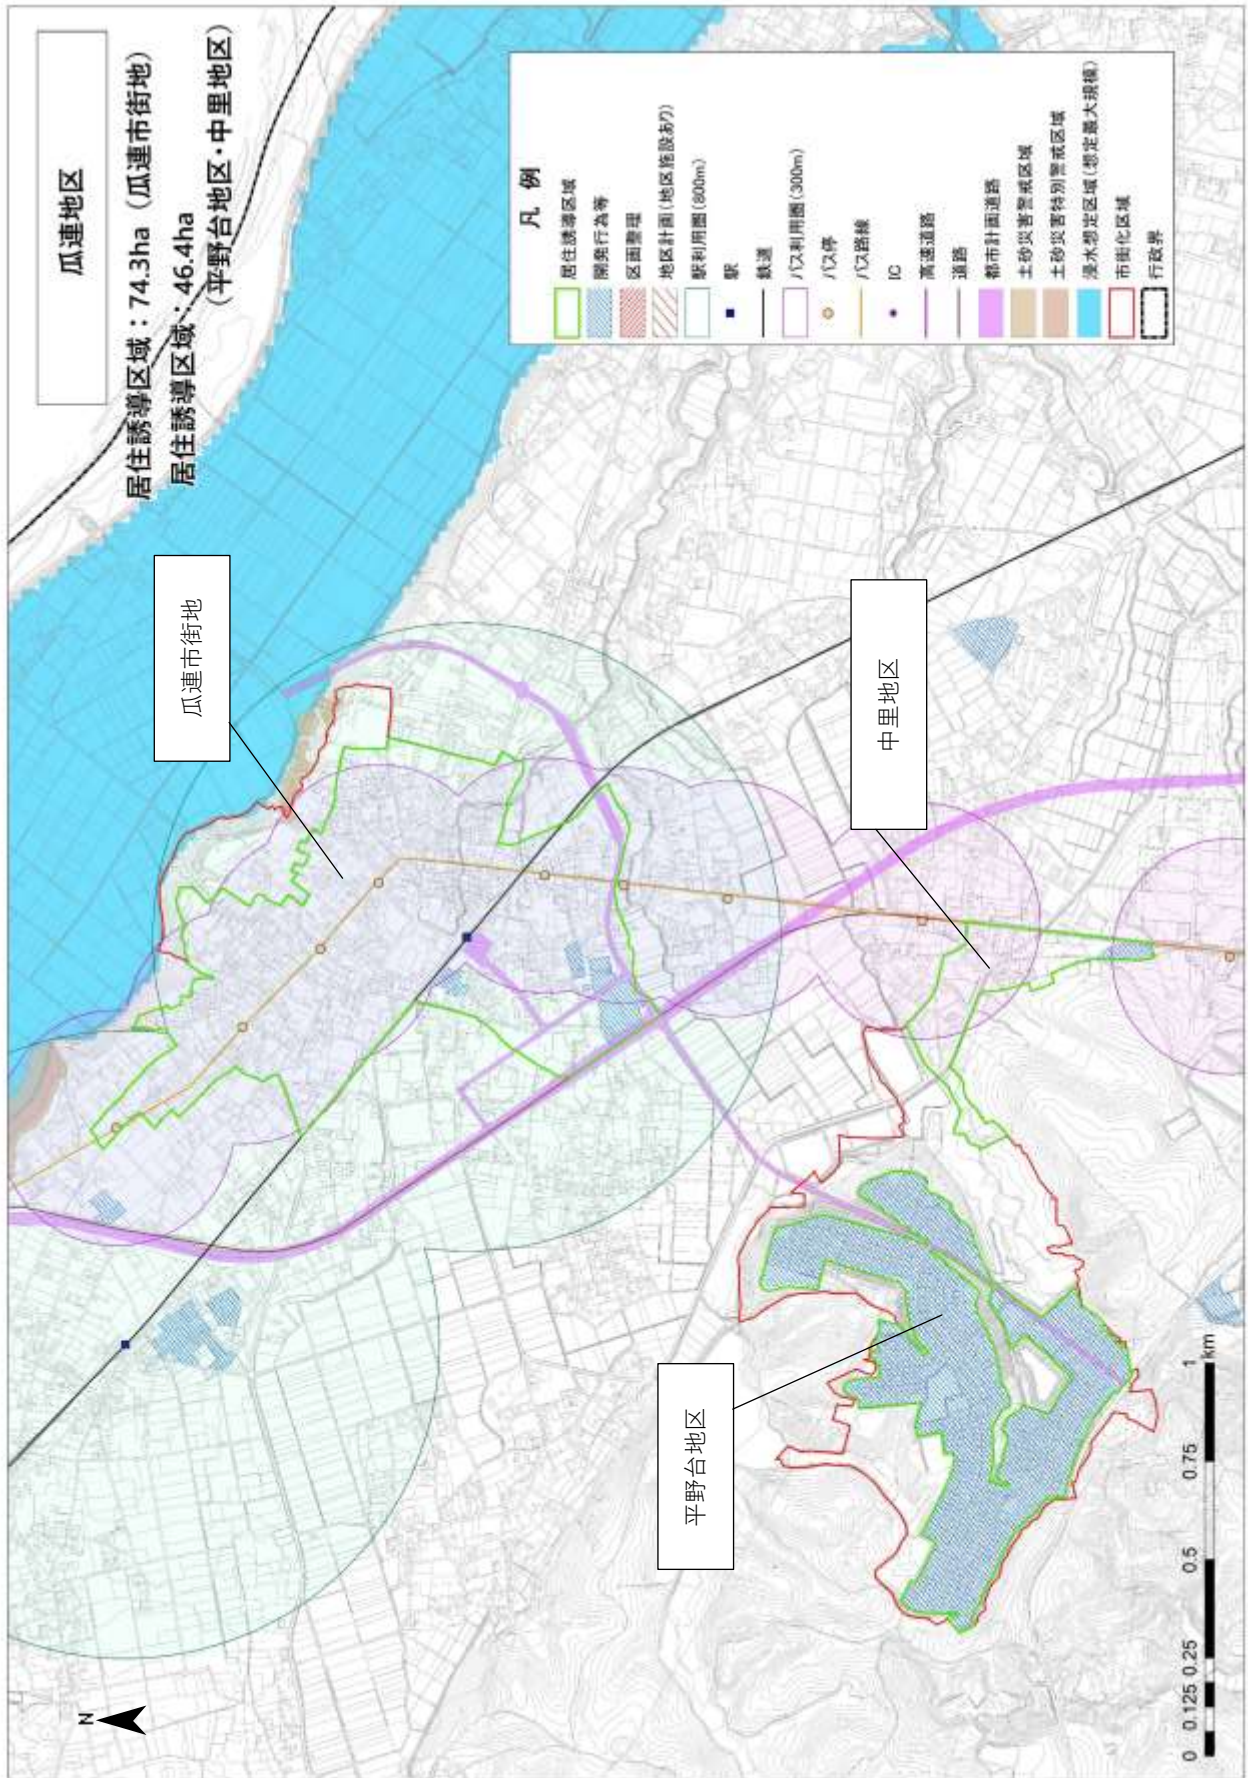 瓜連地区
居住誘導区域：74.3ha（瓜連市街地）
居住誘導区域：46.4ha
（平野台地区・中里地区）
凡 例
居住誘導区域
開発行為等
区画整理
地区計画(地区施設あり)
駅利用圏(800m)
駅
鉄道
バス利用圏(300m)
バス停
バス路線
IC
高速道路
道路
都市計画道路
土砂災害警戒区域
土砂災害特別警戒区域
浸水想定区域(想定最大規模)
市街化区域
行政界
瓜連市街地
中里地区
平野台地区
N
0 0.125 0.25 0.5 0.75 1
km